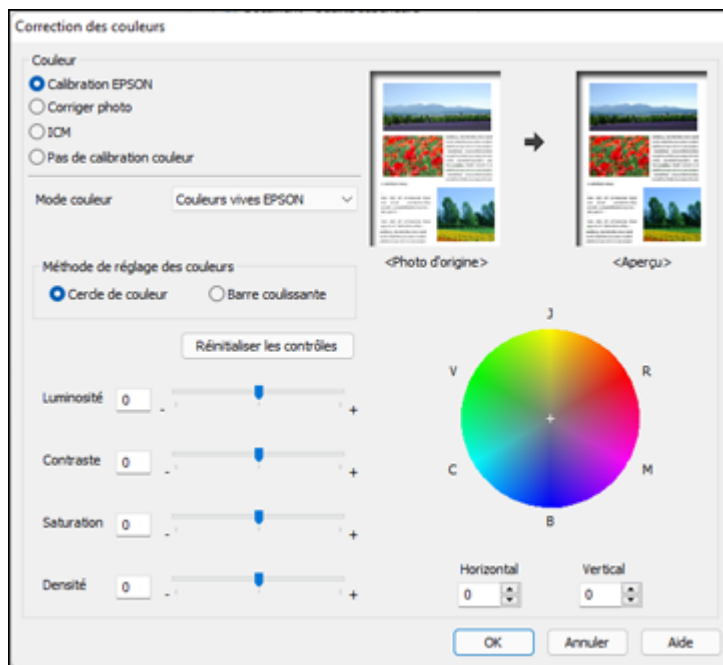 Correction des couleurs
Couleur
Calibration EPSON
Corriger photo
ICM
Pas de calibration couleur
Mode couleur
Couleurs vives EPSON
<Photo d'origine>
<Aperçu>
Méthode de réglage des couleurs
Cercle de couleur
Barre coulissante
Réinitialiser les contrôles
Luminosité 0 - +
Contraste 0 - +
Saturation 0 - +
Densité 0 - +
J
V R
C M
B
Horizontal Vertical
0 0
OK Annuler Aide